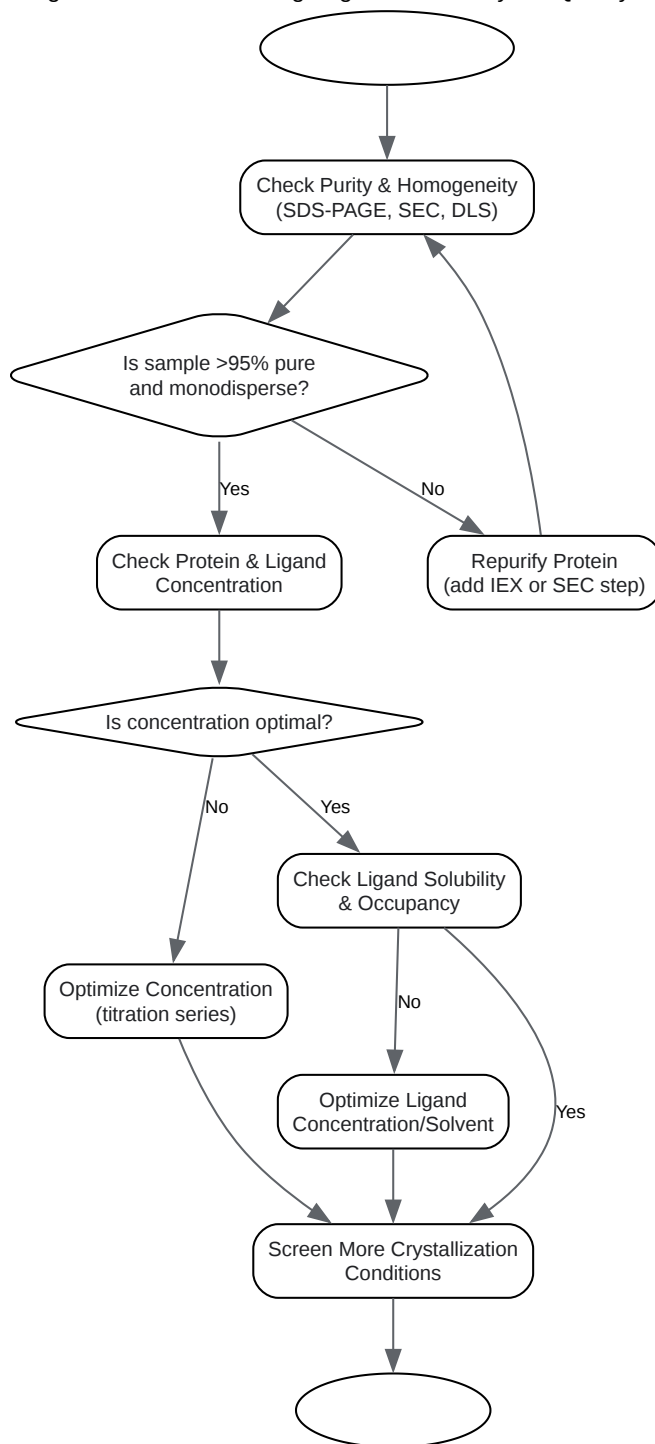 Check Purity & Homogeneity
(SDS-PAGE, SEC, DLS)
Is sample >95% pure
and monodisperse?
Yes
No
Check Protein & Ligand
Concentration
Repurify Protein
(add IEX or SEC step)
Is concentration optimal?
No
Yes
Check Ligand Solubility
& Occupancy
Optimize Concentration
(titration series)
No
Optimize Ligand
Concentration/Solvent
Yes
Screen More Crystallization
Conditions